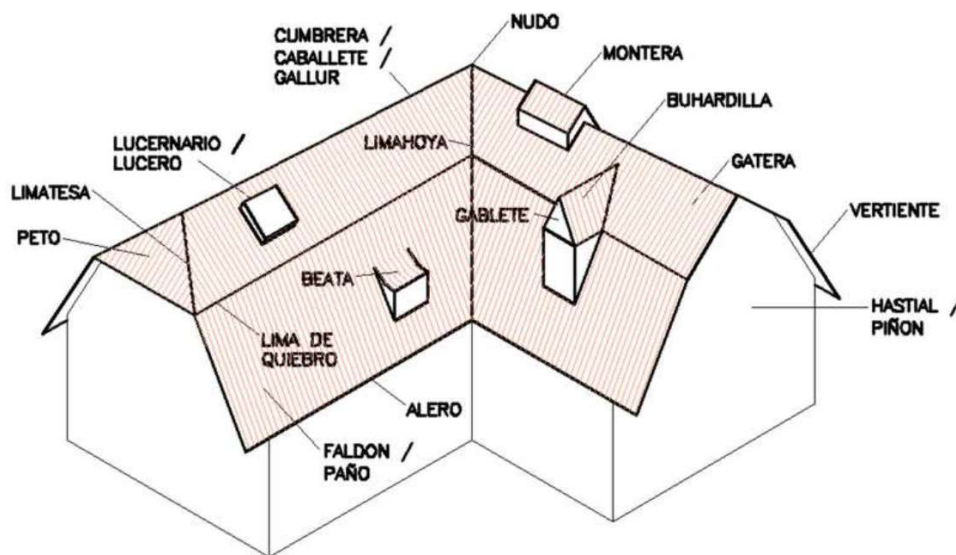 NUDO
CUMBRERA /
CABALLETE /
GALLUR
MONTERA
BUHARDILLA
LUCERNARIO /
LUCERO
LIMAHOYA
GATERA
LIMATESA
GABLETE
VERTIENTE
PETO
BEATA
HASTIAL /
PIÑON
LIMA DE
QUIEBRO
ALERO
FALDON /
PAÑO